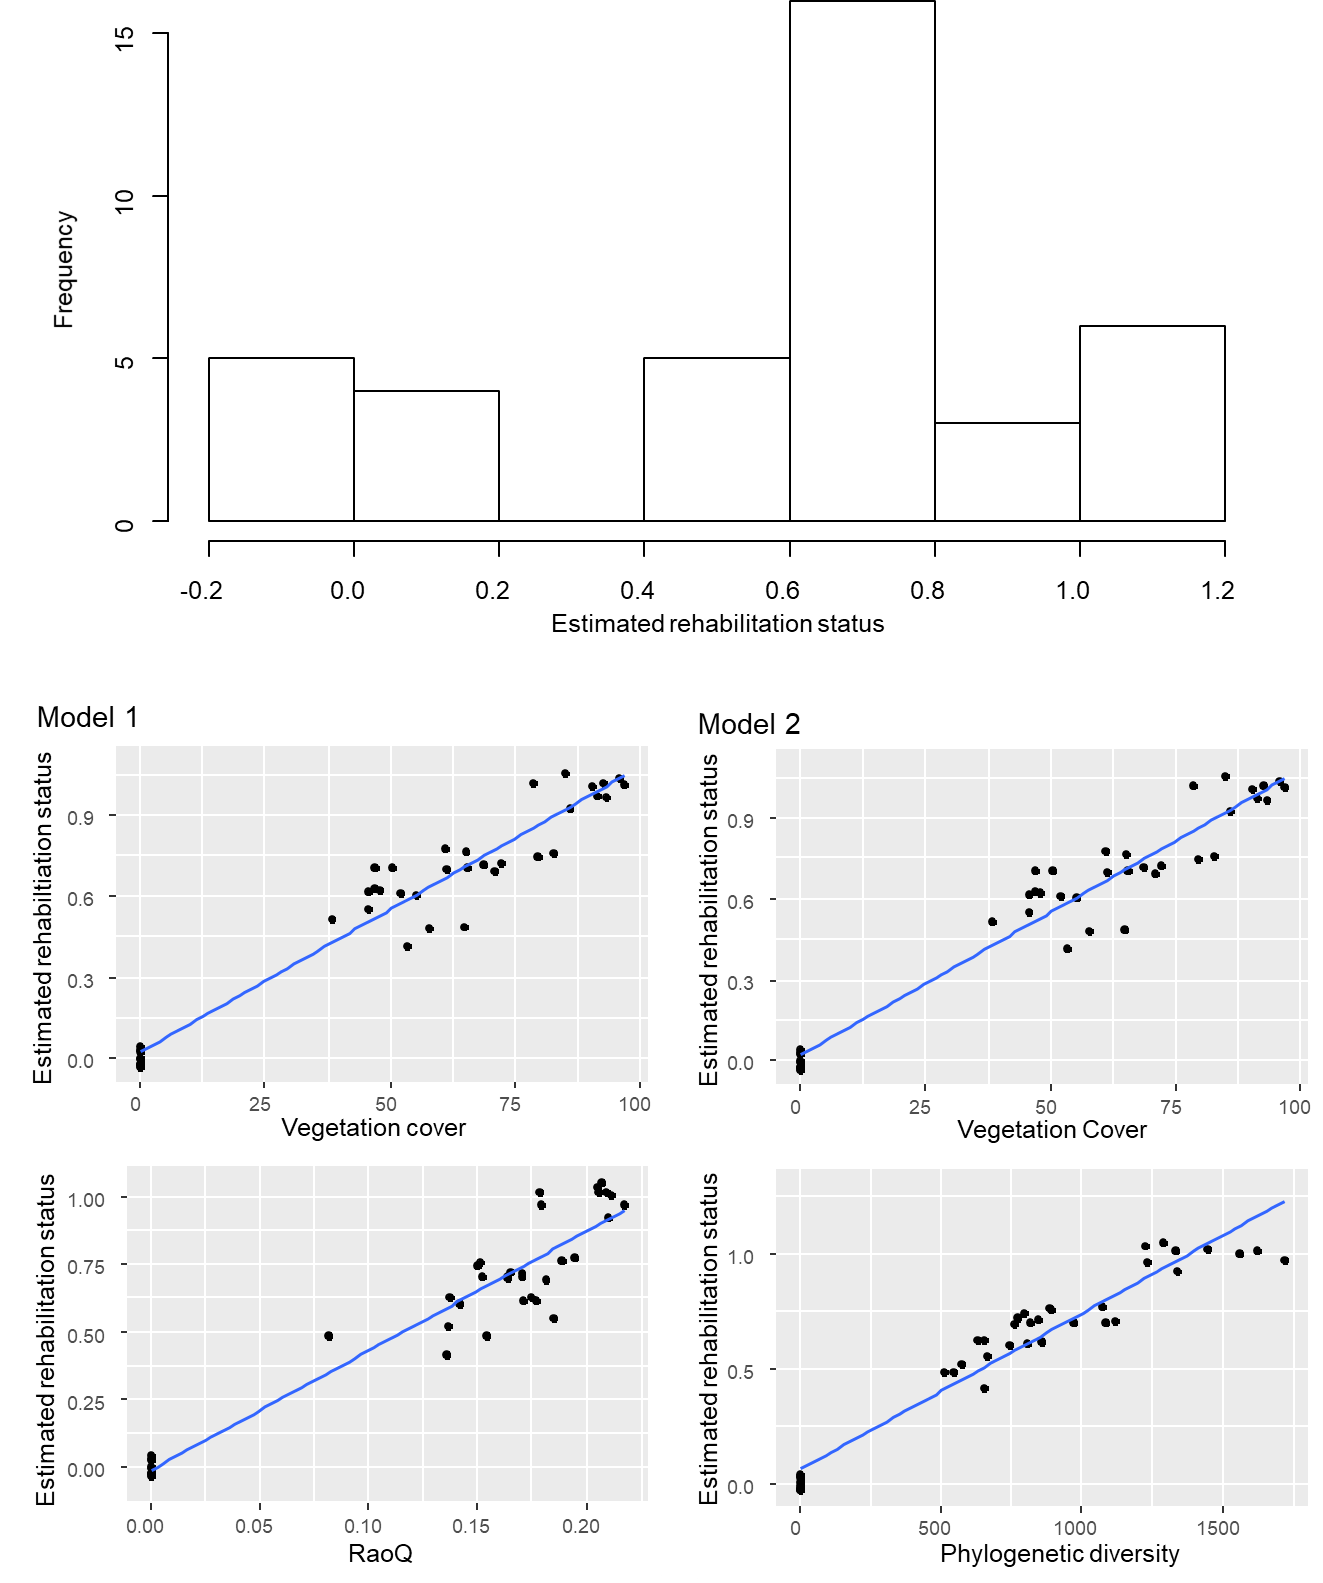 15
10
5
0
Frequency
-0.2 0.0 0.2 0.4 0.6 0.8 1.0 1.2
Estimated rehabilitation status
Model 1
Estimated rehabiltiation status
0.9
0.6
0.3
0.0
0 25 50 75 100
Vegetation cover
Model 2
Estimated rehabilitation status
0.9
0.6
0.3
0.0
0 25 50 75 100
Vegetation Cover
Estimated rehabilitation status
1.00
0.75
0.50
0.25
0.00
0.00 0.05 0.10 0.15 0.20
RaoQ
Estimated rehabilitation status
1.0
0.5
0.0
0 500 1000 1500
Phylogenetic diversity